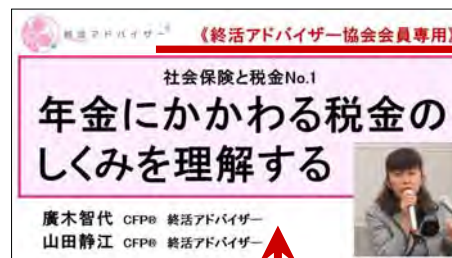 終活アドバイザー
《終活アドバイザー協会会員専用》
社会保険と税金No.1
年金にかかわる税金の
しくみを理解する
廣木智代 CFP® 終活アドバイザー
山田静江 CFP® 終活アドバイザー